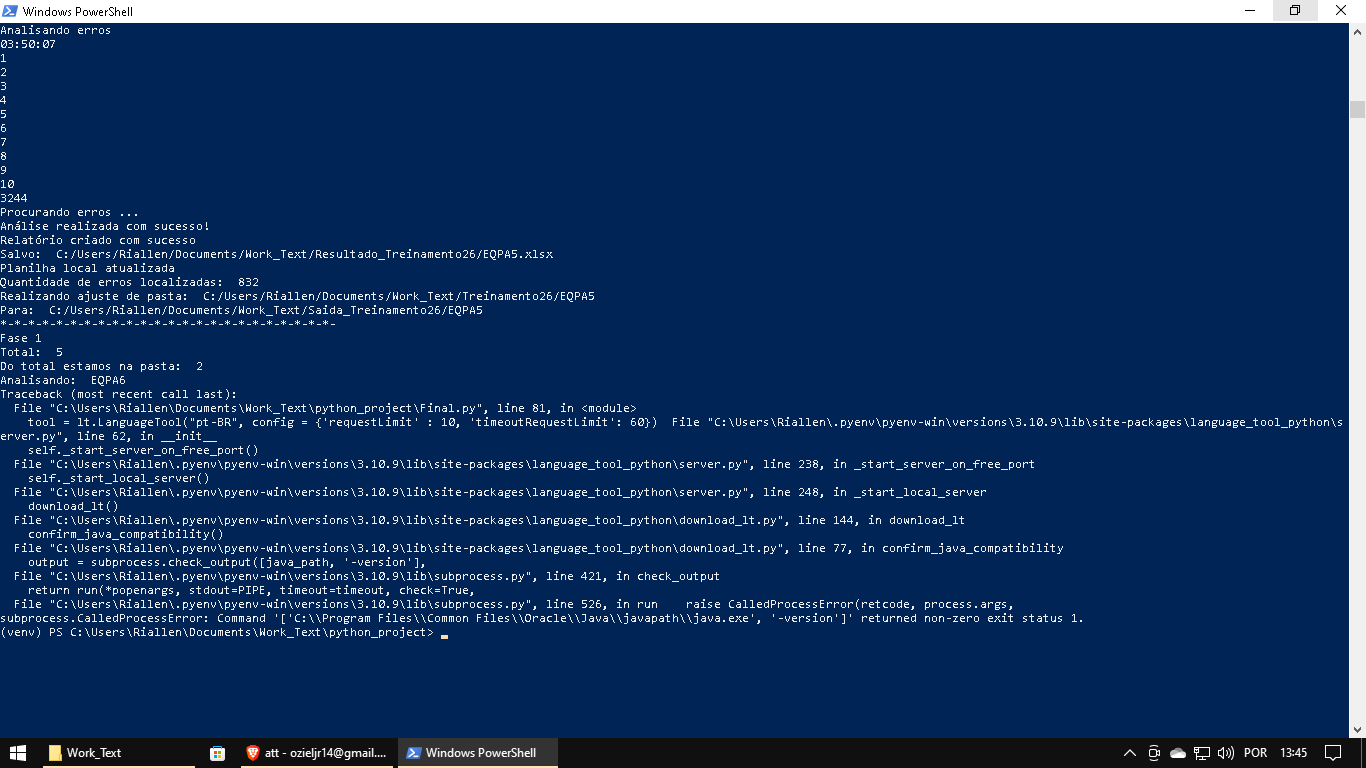 Windows PowerShell
Analisando erros
03:50:07
1
2
3
4
5
6
7
8
9
10
3244
Procurando erros ...
Análise realizada com sucesso!
Relatório criado com sucesso
Salvo:  C:/Users/Riallen/Documents/Work_Text/Resultado_Treinamento26/EQPA5.xlsx
Planilha local atualizada
Quantidade de erros localizadas:  832
Realizando ajuste de pasta:  C:/Users/Riallen/Documents/Work_Text/Treinamento26/EQPA5
Para:  C:/Users/Riallen/Documents/Work_Text/Saida_Treinamento26/EQPA5
*-*-*-*-*-*-*-*-*-*-*-*-*-*-*-*-*-*-*-*-*-*-*-*-
Fase 1
Total:  5
Do total estamos na pasta:  2
Analisando:  EQPA6
Traceback (most recent call last):
  File "C:\Users\Riallen\Documents\Work_Text\python_project\Final.py", line 81, in <module>
    tool = lt.LanguageTool("pt-BR", config = {'requestLimit' : 10, 'timeoutRequestLimit': 60})  File "C:\Users\Riallen\.pyenv\pyenv-win\versions\3.10.9\lib\site-packages\language_tool_python\s
erver.py", line 62, in __init__
    self._start_server_on_free_port()
  File "C:\Users\Riallen\.pyenv\pyenv-win\versions\3.10.9\lib\site-packages\language_tool_python\server.py", line 238, in _start_server_on_free_port
    self._start_local_server()
  File "C:\Users\Riallen\.pyenv\pyenv-win\versions\3.10.9\lib\site-packages\language_tool_python\server.py", line 248, in _start_local_server
    download_lt()
  File "C:\Users\Riallen\.pyenv\pyenv-win\versions\3.10.9\lib\site-packages\language_tool_python\download_lt.py", line 144, in download_lt
    confirm_java_compatibility()
  File "C:\Users\Riallen\.pyenv\pyenv-win\versions\3.10.9\lib\site-packages\language_tool_python\download_lt.py", line 77, in confirm_java_compatibility
    output = subprocess.check_output([java_path, '-version'],
  File "C:\Users\Riallen\.pyenv\pyenv-win\versions\3.10.9\lib\subprocess.py", line 421, in check_output
    return run(*popenargs, stdout=PIPE, timeout=timeout, check=True,
  File "C:\Users\Riallen\.pyenv\pyenv-win\versions\3.10.9\lib\subprocess.py", line 526, in run    raise CalledProcessError(retcode, process.args,
subprocess.CalledProcessError: Command '['C:\\Program Files\\Common Files\\Oracle\\Java\\javapath\\java.exe', '-version']' returned non-zero exit status 1.
(venv) PS C:\Users\Riallen\Documents\Work_Text\python_project>
Work_Text
att - ozieljr14@gmail....
Windows PowerShell
POR
13:45